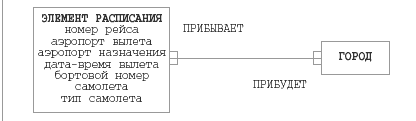 ЭЛЕМЕНТ РАСПИСАНИЯ
номер рейса
аэропорт вылета
аэропорт назначения
дата-время вылета
бортовой номер
самолета
тип самолета
ПРИБЫВАЕТ
ПРИБУДЕТ
ГОРОД